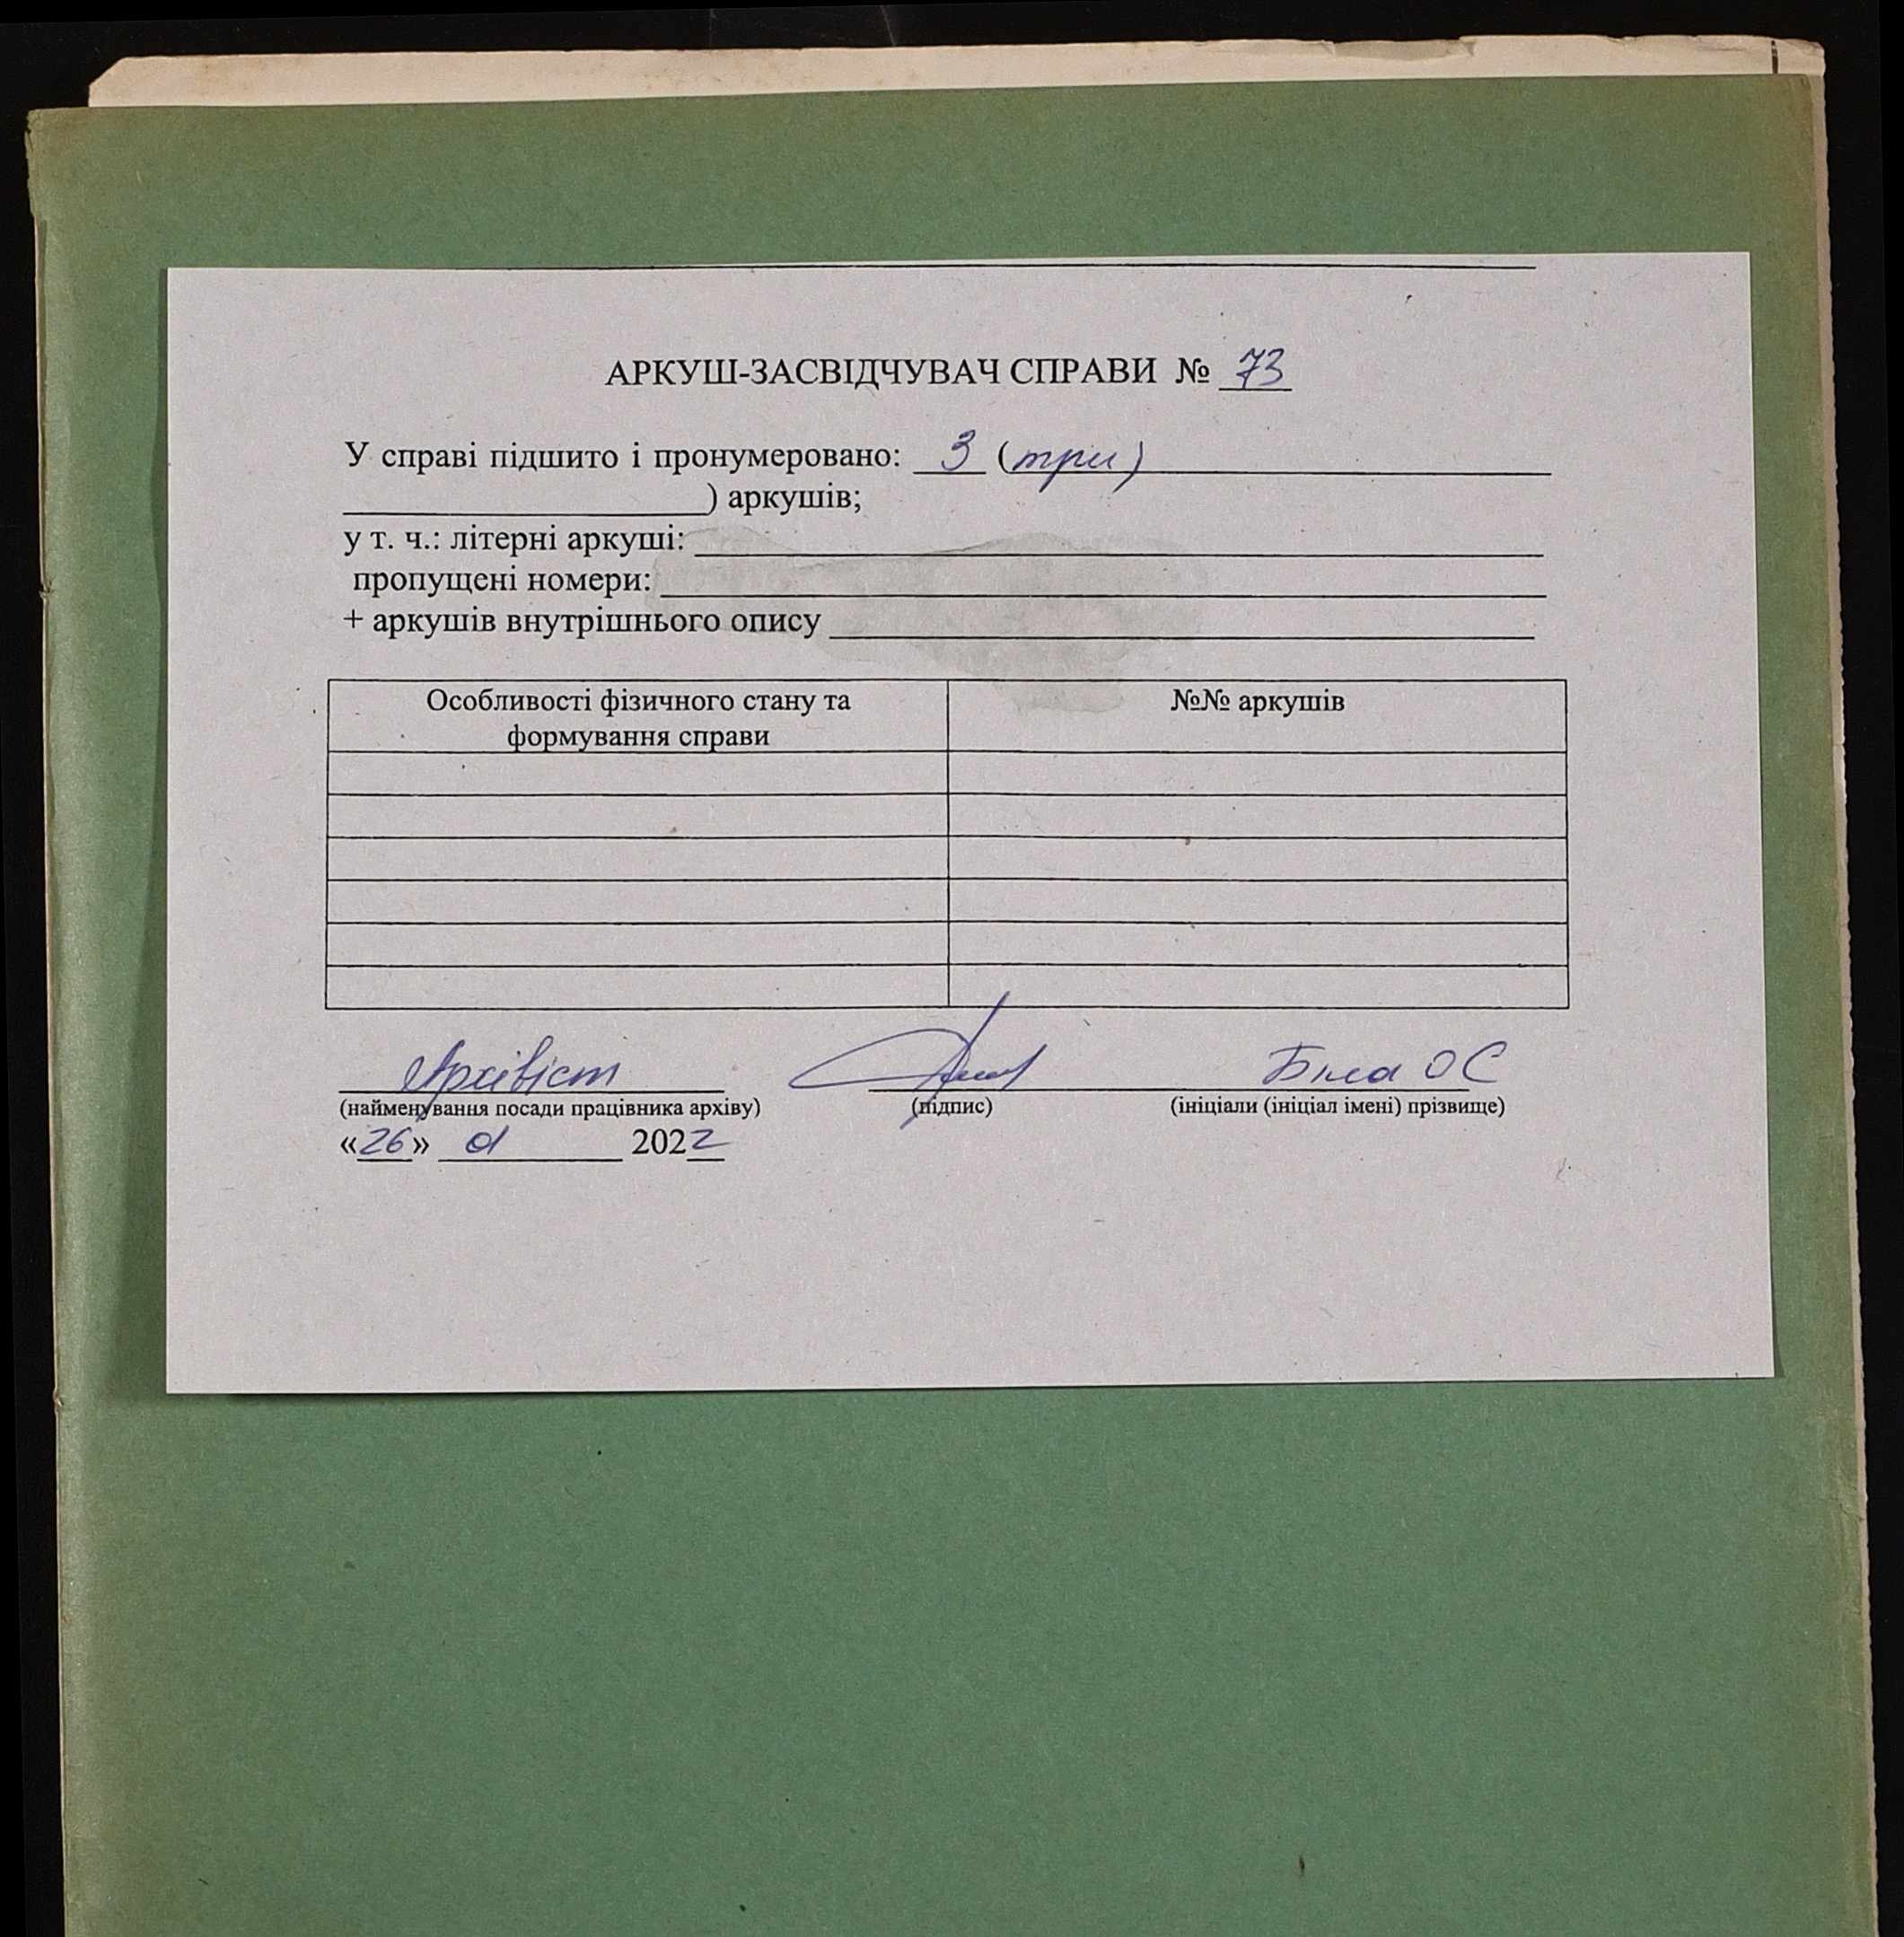 АРКУШ-ЗАСВІДЧУВАЧ СПРАВИ № 73
У справі підшито і пронумеровано: 3 (три)
) аркушів;
у т. ч.: літерні аркуші:
пропущені номери:
+ аркушів внутрішнього опису
Особливості фізичного стану та №№ аркушів
формування справи
Архівіст Біла О С
(найменування посади працівника архіву) (підпис) (ініціали (ініціал імені) прізвище)
«26» 01 2022